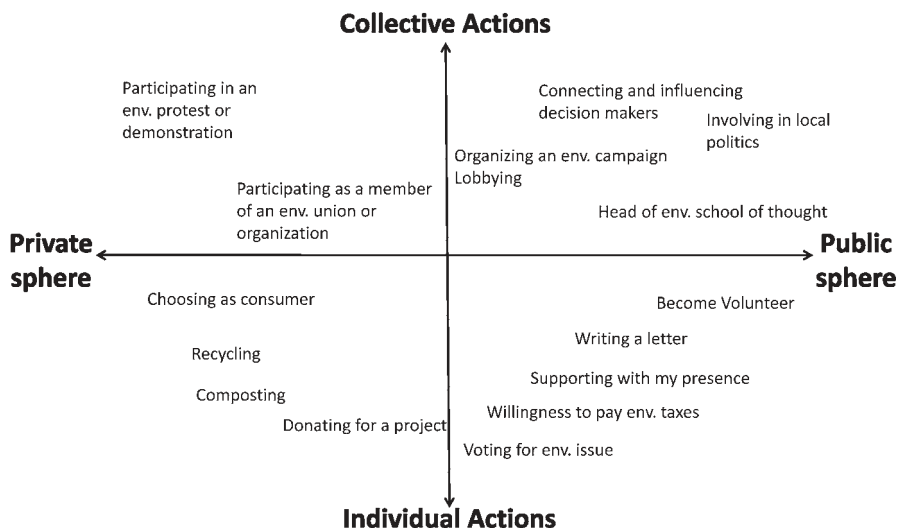 Collective Actions
Participating in an
env. protest or
demonstration
Connecting and influencing
decision makers
Involving in local
politics
Organizing an env. campaign
Lobbying
Participating as a member
of an env. union or
organization
Head of env. school of thought
Private
sphere
Public
sphere
Choosing as consumer
Become Volunteer
Writing a letter
Recycling
Supporting with my presence
Composting
Willingness to pay env. taxes
Donating for a project
Voting for env. issue
Individual Actions